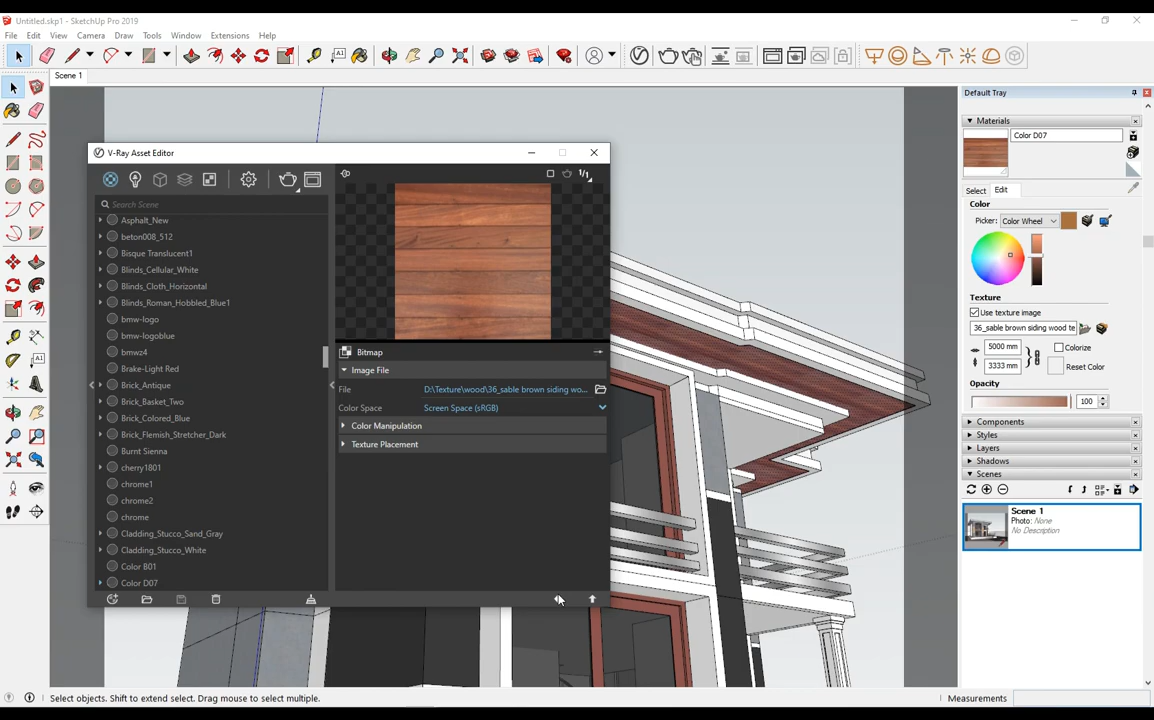 Untitled.skp1 - SketchUp Pro 2019
File Edit View Camera Draw Tools Window Extensions Help
Scene 1
V-Ray Asset Editor
Search Scene
Asphalt_New
beton008_512
Bisque Translucent1
Blinds_Cellular_White
Blinds_Cloth_Horizontal
Blinds_Roman_Hobbled_Blue1
bmw-logo
bmw-logoblue
bmwz4
Brake-Light Red
Brick_Antique
Brick_Basket_Two
Brick_Colored_Blue
Brick_Flemish_Stretcher_Dark
Burnt Sienna
cherry1801
chrome1
chrome2
chrome
Cladding_Stucco_Sand_Gray
Cladding_Stucco_White
Color B01
Color D07
1/1
Bitmap
Image File
File D:\Texture\wood\36_sable brown siding wo...
Color Space Screen Space (sRGB)
Color Manipulation
Texture Placement
Default Tray
Materials
Color D07
Select Edit
Color
Picker: Color Wheel
Texture
Use texture image
36_sable brown siding wood te
5000 mm Colorize
3333 mm Reset Color
Opacity
100
Components
Styles
Layers
Shadows
Scenes
Scene 1
Photo: None
No Description
Select objects. Shift to extend select. Drag mouse to select multiple.
Measurements